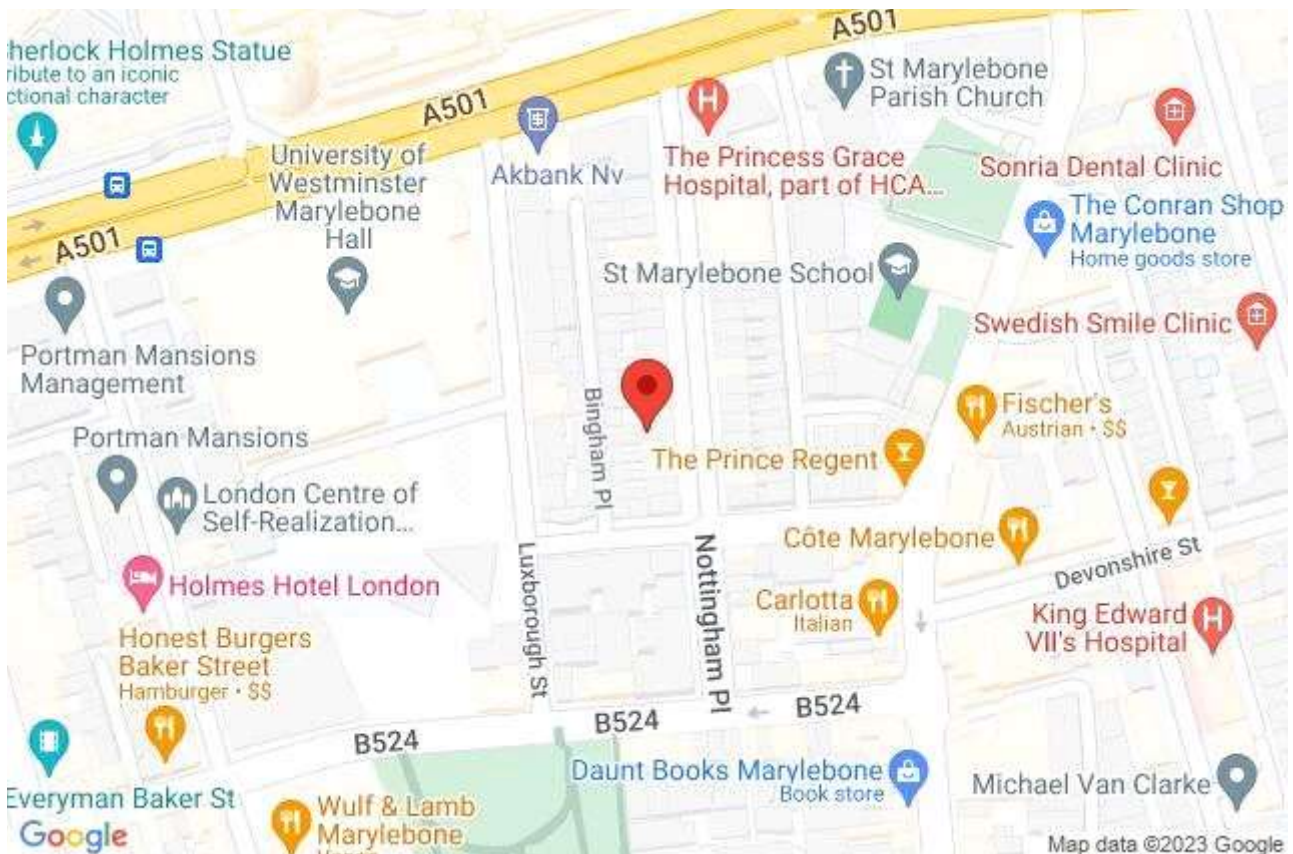 A501
herlock Holmes Statue
ribute to an iconic
ctional character
A501
St Marylebone
Parish Church
University of
Westminster
Marylebone
Hall
Akbank Nv
The Princess Grace
Hospital, part of HCA...
Sonria Dental Clinic
The Conran Shop
Marylebone
Home goods store
A501
St Marylebone School
Swedish Smile Clinic
Portman Mansions
Management
Bingham Pl
Fischer's
Austrian • $$
Portman Mansions
The Prince Regent
London Centre of
Self-Realization...
Côte Marylebone
Devonshire St
Luxborough St
Nottingham Pl
Holmes Hotel London
Carlotta
Italian
King Edward
VII's Hospital
Honest Burgers
Baker Street
Hamburger • $$
B524
B524
B524
Daunt Books Marylebone
Book store
Michael Van Clarke
Everyman Baker St
Wulf & Lamb
Marylebone
Google
Map data ©2023 Google